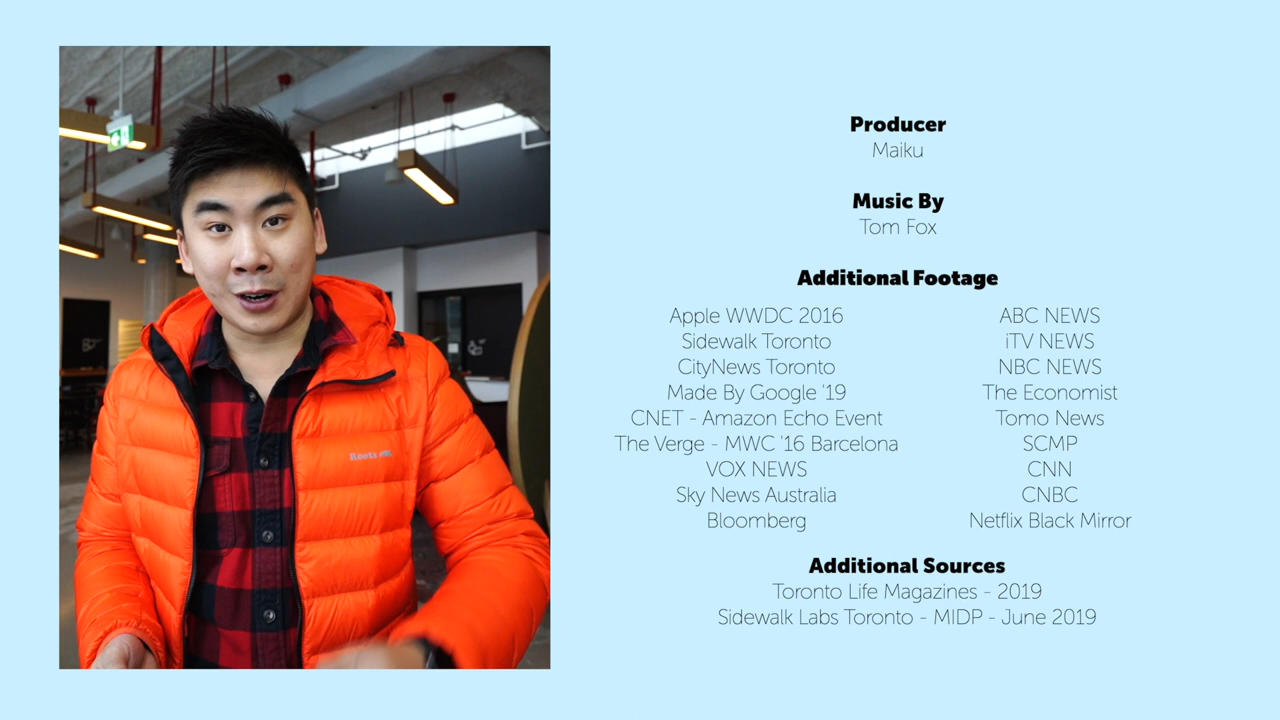 Producer
Maiku
Music By
Tom Fox
Additional Footage
Apple WWDC 2016
Sidewalk Toronto
CityNews Toronto
Made By Google '19
CNET - Amazon Echo Event
The Verge - MWC '16 Barcelona
VOX NEWS
Sky News Australia
Bloomberg
ABC NEWS
iTV NEWS
NBC NEWS
The Economist
Tomo News
SCMP
CNN
CNBC
Netflix Black Mirror
Additional Sources
Toronto Life Magazines - 2019
Sidewalk Labs Toronto - MIDP - June 2019
Roots